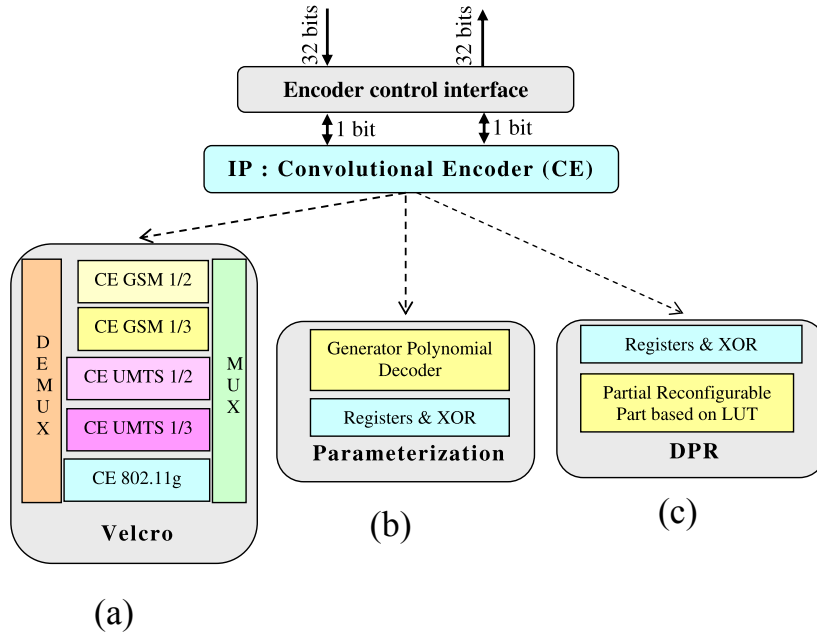 32 bits
32 bits
Encoder control interface
1 bit
1 bit
IP : Convolutional Encoder (CE)
DEMUX
CE GSM 1/2
CE GSM 1/3
CE UMTS 1/2
CE UMTS 1/3
CE 802.11g
MUX
Velcro
(a)
Generator Polynomial
Decoder
Registers & XOR
Parameterization
(b)
Registers & XOR
Partial Reconfigurable
Part based on LUT
DPR
(c)